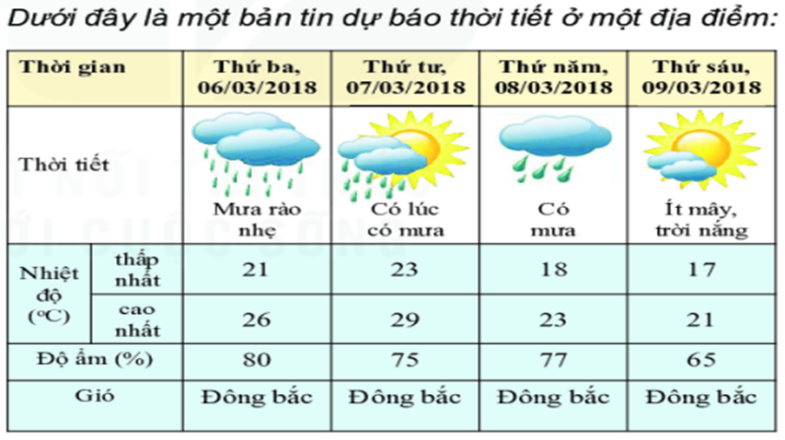 Dưới đây là một bản tin dự báo thời tiết ở một địa điểm:
Thời gian
Thứ ba,
06/03/2018
Thứ tư,
07/03/2018
Thứ năm,
08/03/2018
Thứ sáu,
09/03/2018
Thời tiết
Mưa rào
nhẹ
Có lúc
có mưa
Có
mưa
Ít mây,
trời nắng
Nhiệt
độ
(°C)
thấp
nhất
21
23
18
17
cao
nhất
26
29
23
21
Độ ẩm (%)
80
75
77
65
Gió
Đông bắc
Đông bắc
Đông bắc
Đông bắc